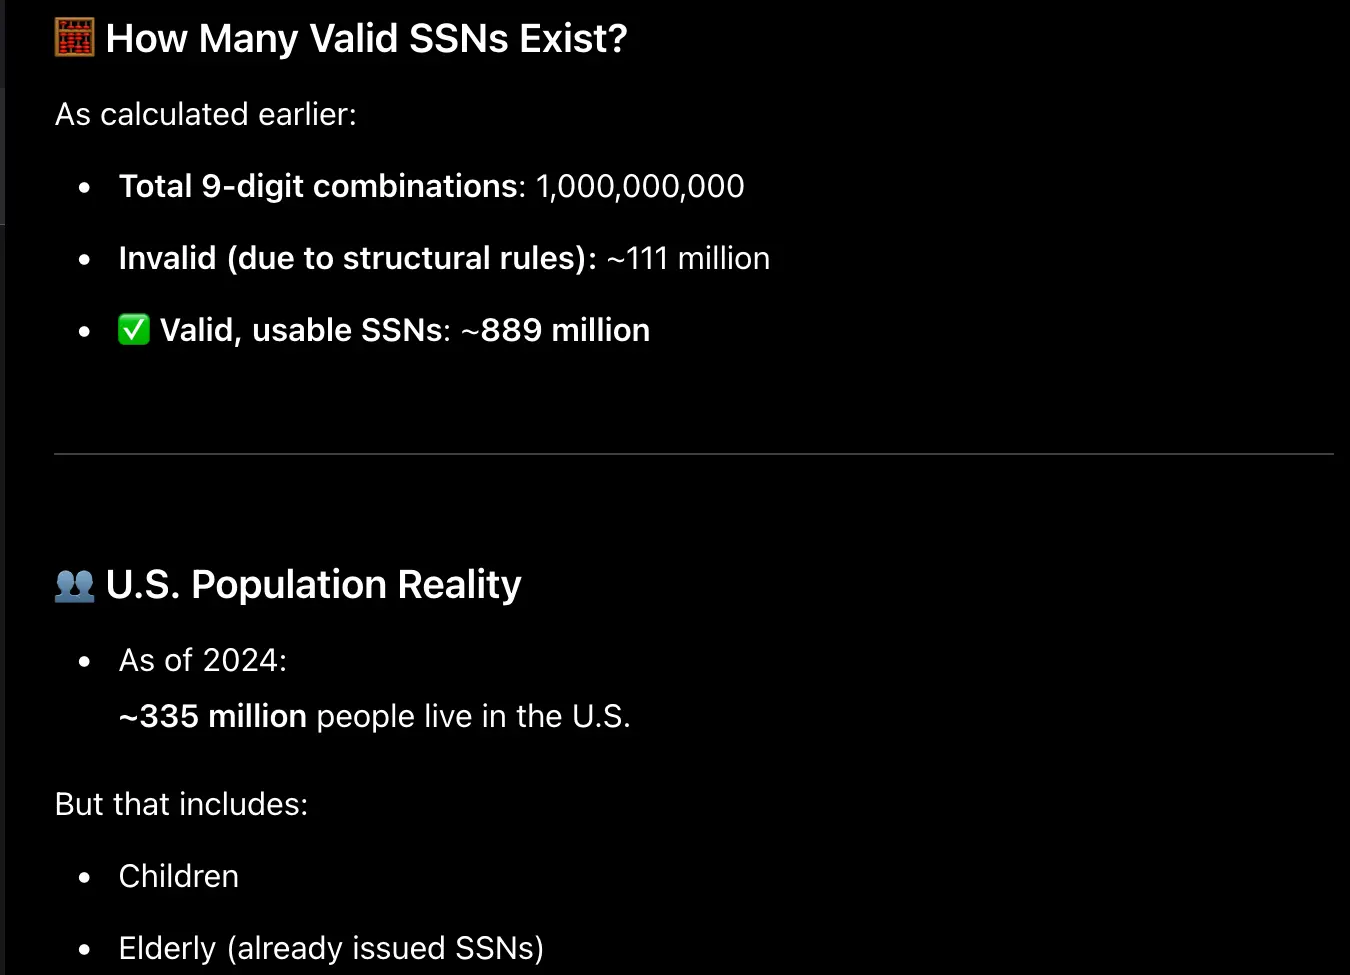 🧮 How Many Valid SSNs Exist?
As calculated earlier:
• Total 9-digit combinations: 1,000,000,000
• Invalid (due to structural rules): ~111 million
• ✅ Valid, usable SSNs: ~889 million
👥 U.S. Population Reality
• As of 2024:
~335 million people live in the U.S.
But that includes:
• Children
• Elderly (already issued SSNs)